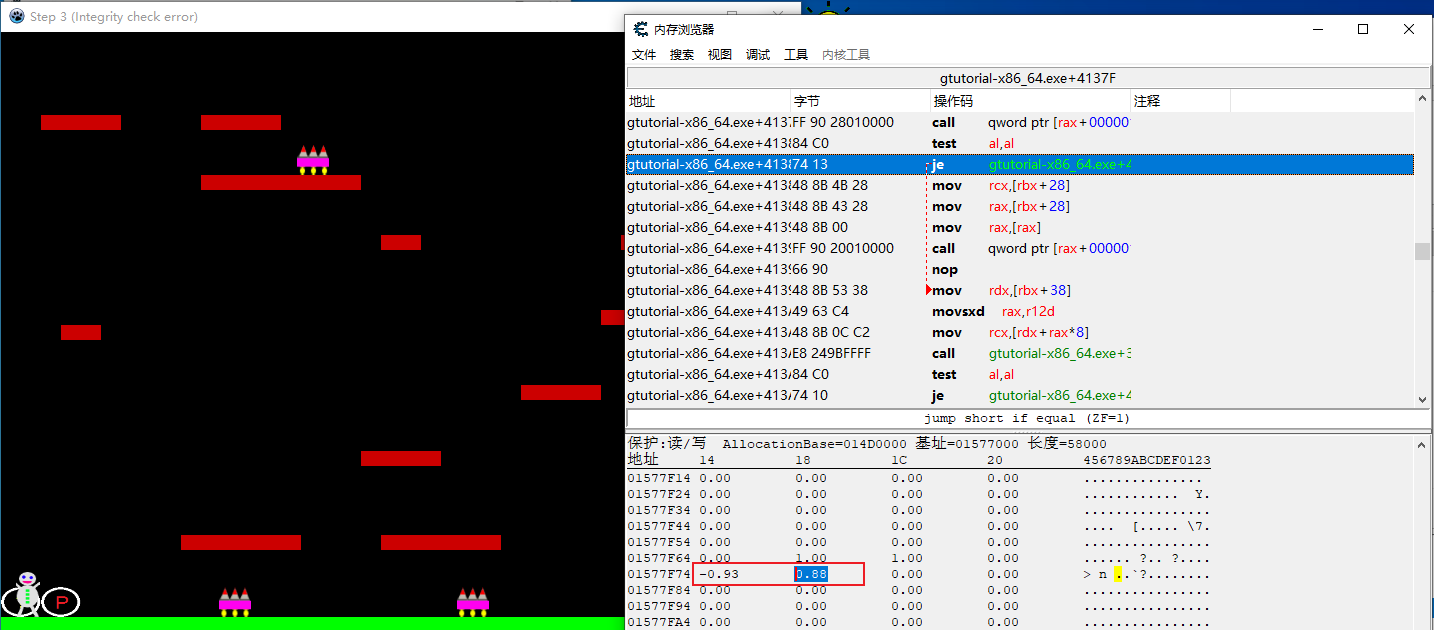 Step 3 (Integrity check error)
P
内存浏览器
文件 搜索 视图 调试 工具 内核工具
gtutorial-x86_64.exe+4137F
地址 字节 操作码 注释
gtutorial-x86_64.exe+413 FF 90 28010000 call qword ptr [rax+00000
gtutorial-x86_64.exe+413 84 C0 test al,al
gtutorial-x86_64.exe+413 74 13 je gtutorial-x86_64.exe+4
gtutorial-x86_64.exe+413 48 8B 4B 28 mov rcx,[rbx+28]
gtutorial-x86_64.exe+413 48 8B 43 28 mov rax,[rbx+28]
gtutorial-x86_64.exe+413 48 8B 00 mov rax,[rax]
gtutorial-x86_64.exe+413 FF 90 20010000 call qword ptr [rax+00000
gtutorial-x86_64.exe+413 66 90 nop
gtutorial-x86_64.exe+413 48 8B 53 38 mov rdx,[rbx+38]
gtutorial-x86_64.exe+413 49 63 C4 movsxd rax,r12d
gtutorial-x86_64.exe+413 48 8B 0C C2 mov rcx,[rdx+rax*8]
gtutorial-x86_64.exe+413 E8 249BFFFF call gtutorial-x86_64.exe+3
gtutorial-x86_64.exe+413 84 C0 test al,al
gtutorial-x86_64.exe+413 74 10 je gtutorial-x86_64.exe+4
jump short if equal (ZF=1)
保护:读/写 AllocationBase=014D0000 基址=01577000 长度=58000
地址 14 18 1C 20 456789ABCDEF0123
01577F14 0.00 0.00 0.00 0.00 ...............
01577F24 0.00 0.00 0.00 0.00 ............ Y.
01577F34 0.00 0.00 0.00 0.00 ................
01577F44 0.00 0.00 0.00 0.00 .... [..... \7.
01577F54 0.00 0.00 0.00 0.00 ................
01577F64 0.00 1.00 1.00 0.00 ...... ?.. ?....
01577F74 -0.93 0.88 0.00 0.00 > n ..`?........
01577F84 0.00 0.00 0.00 0.00 ................
01577F94 0.00 0.00 0.00 0.00 ................
01577FA4 0.00 0.00 0.00 0.00 ................